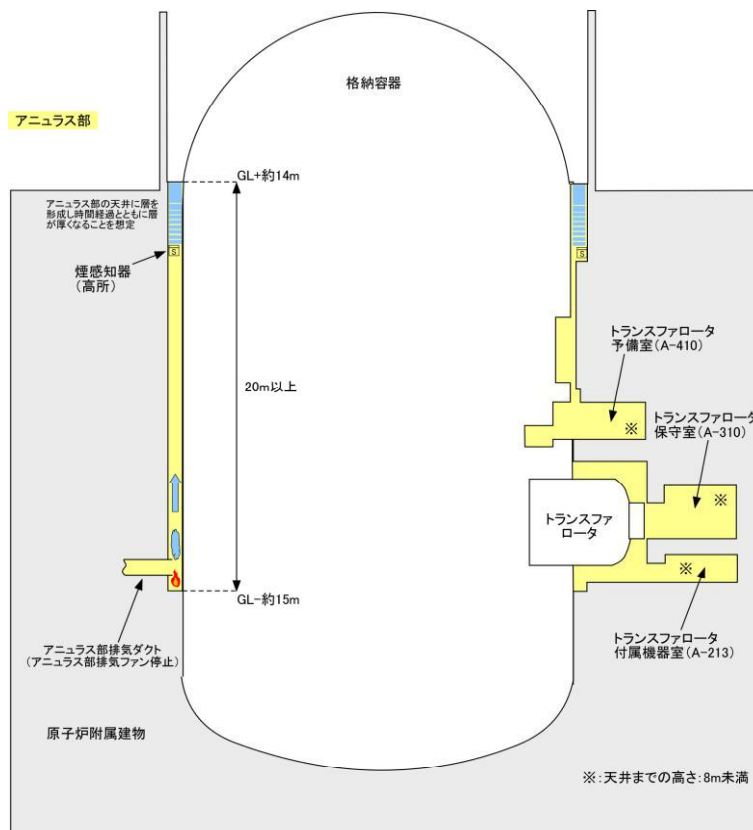 格納容器
アニュラス部
GL+約14m
アニュラス部の天井に層を
形成し時間経過とともに層
が厚くなることを想定
S
S
煙感知器
(高所)
トランスファロータ
予備室(A-410)
20m以上
トランスファロータ
保守室(A-310)
※
※
トランスファ
ロータ
※
GL-約15m
アニュラス部排気ダクト
(アニュラス部排気ファン停止)
トランスファロータ
付属機器室(A-213)
原子炉附属建物
※:天井までの高さ:8m未満